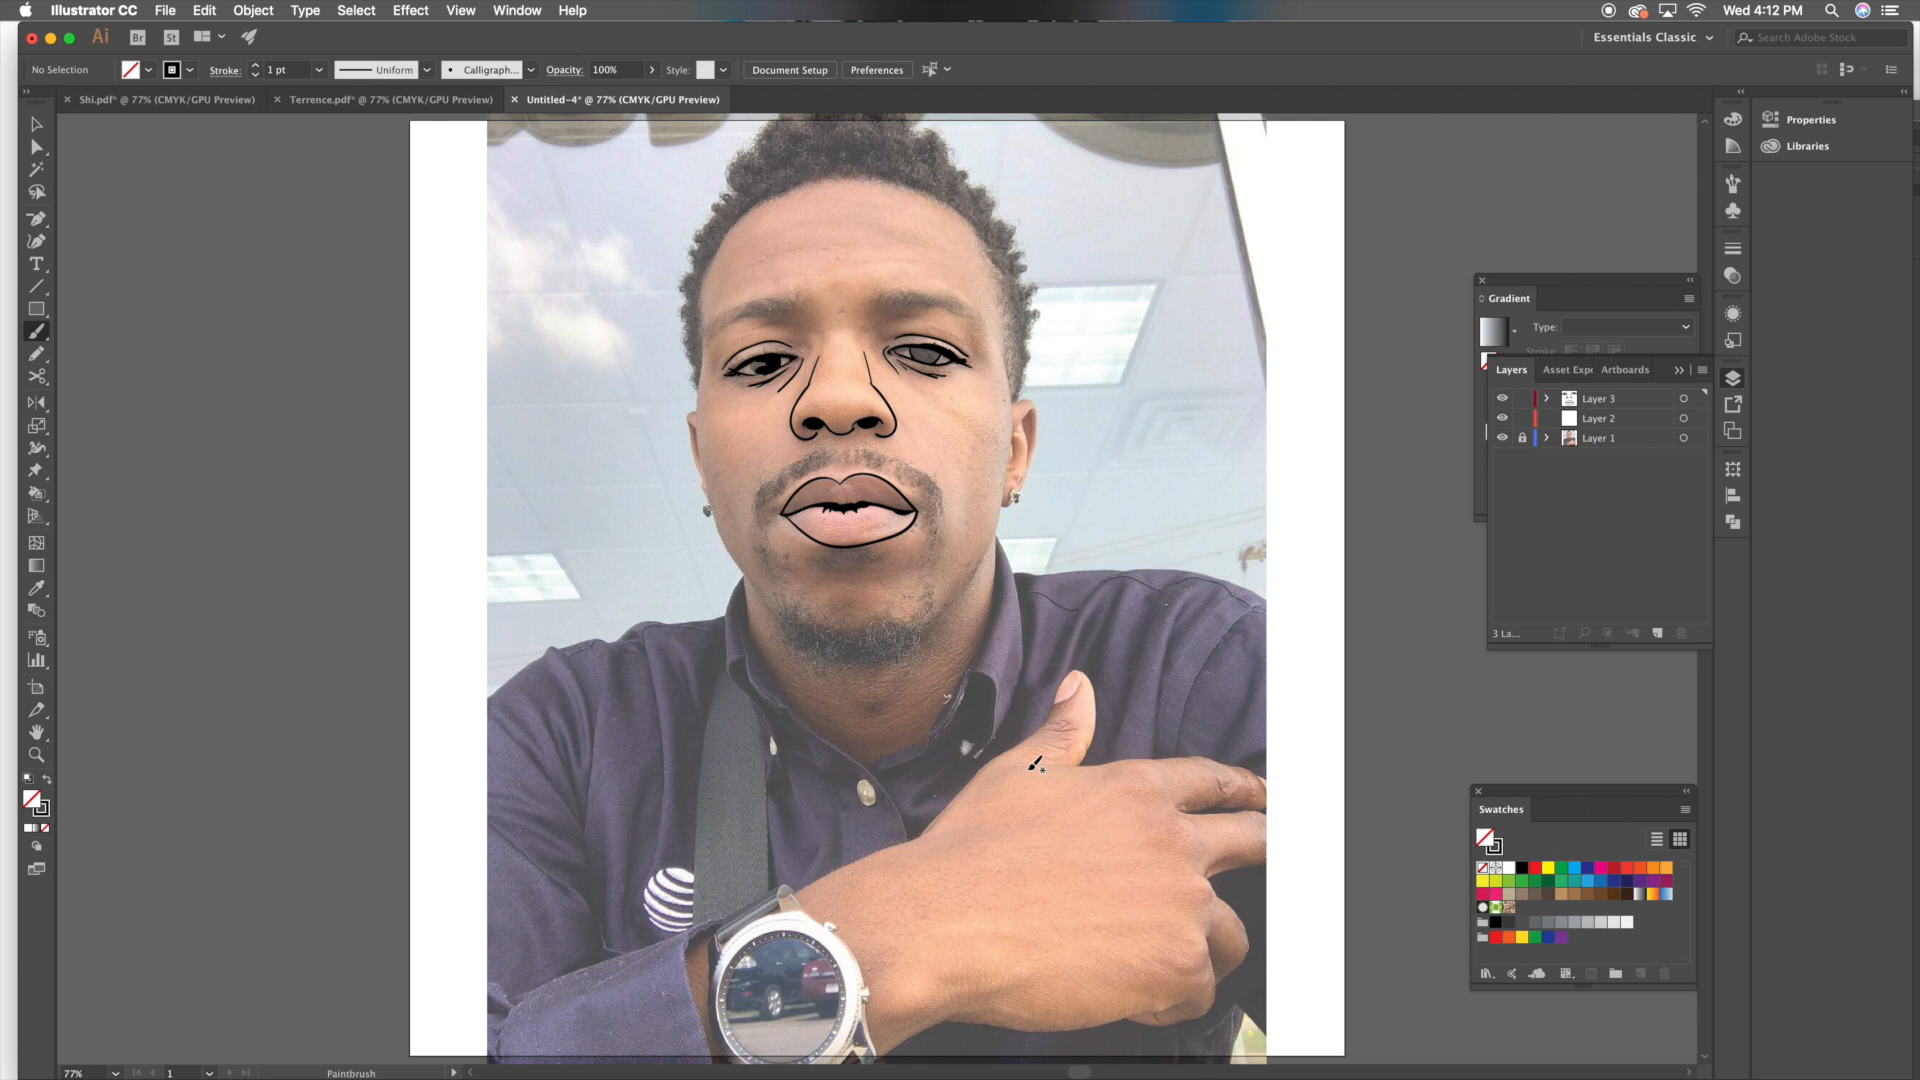 Illustrator CC File Edit Object Type Select Effect View Window Help Wed 4:12 PM
Ai Br St Essentials Classic Search Adobe Stock
No Selection Stroke: 1 pt Uniform Calligraph... Opacity: 100% Style: Document Setup Preferences
Shi.pdf* @ 77% (CMYK/GPU Preview) Terrence.pdf* @ 77% (CMYK/GPU Preview) Untitled-4* @ 77% (CMYK/GPU Preview)
Properties
Libraries
Gradient
Type:
Stroke:
Layers Asset Expo Artboards
Layer 3
Layer 2
Layer 1
3 La...
Swatches
77% 1 Paintbrush